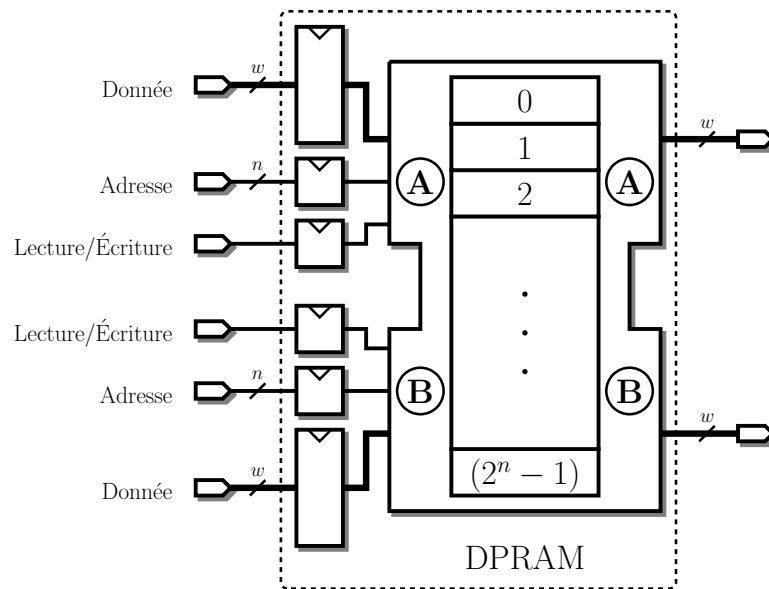 w
Donnée
0
w
1
n
A
A
Adresse
2
Lecture/Écriture
Lecture/Écriture
n
B
B
Adresse
w
w
(2ⁿ − 1)
Donnée
DPRAM